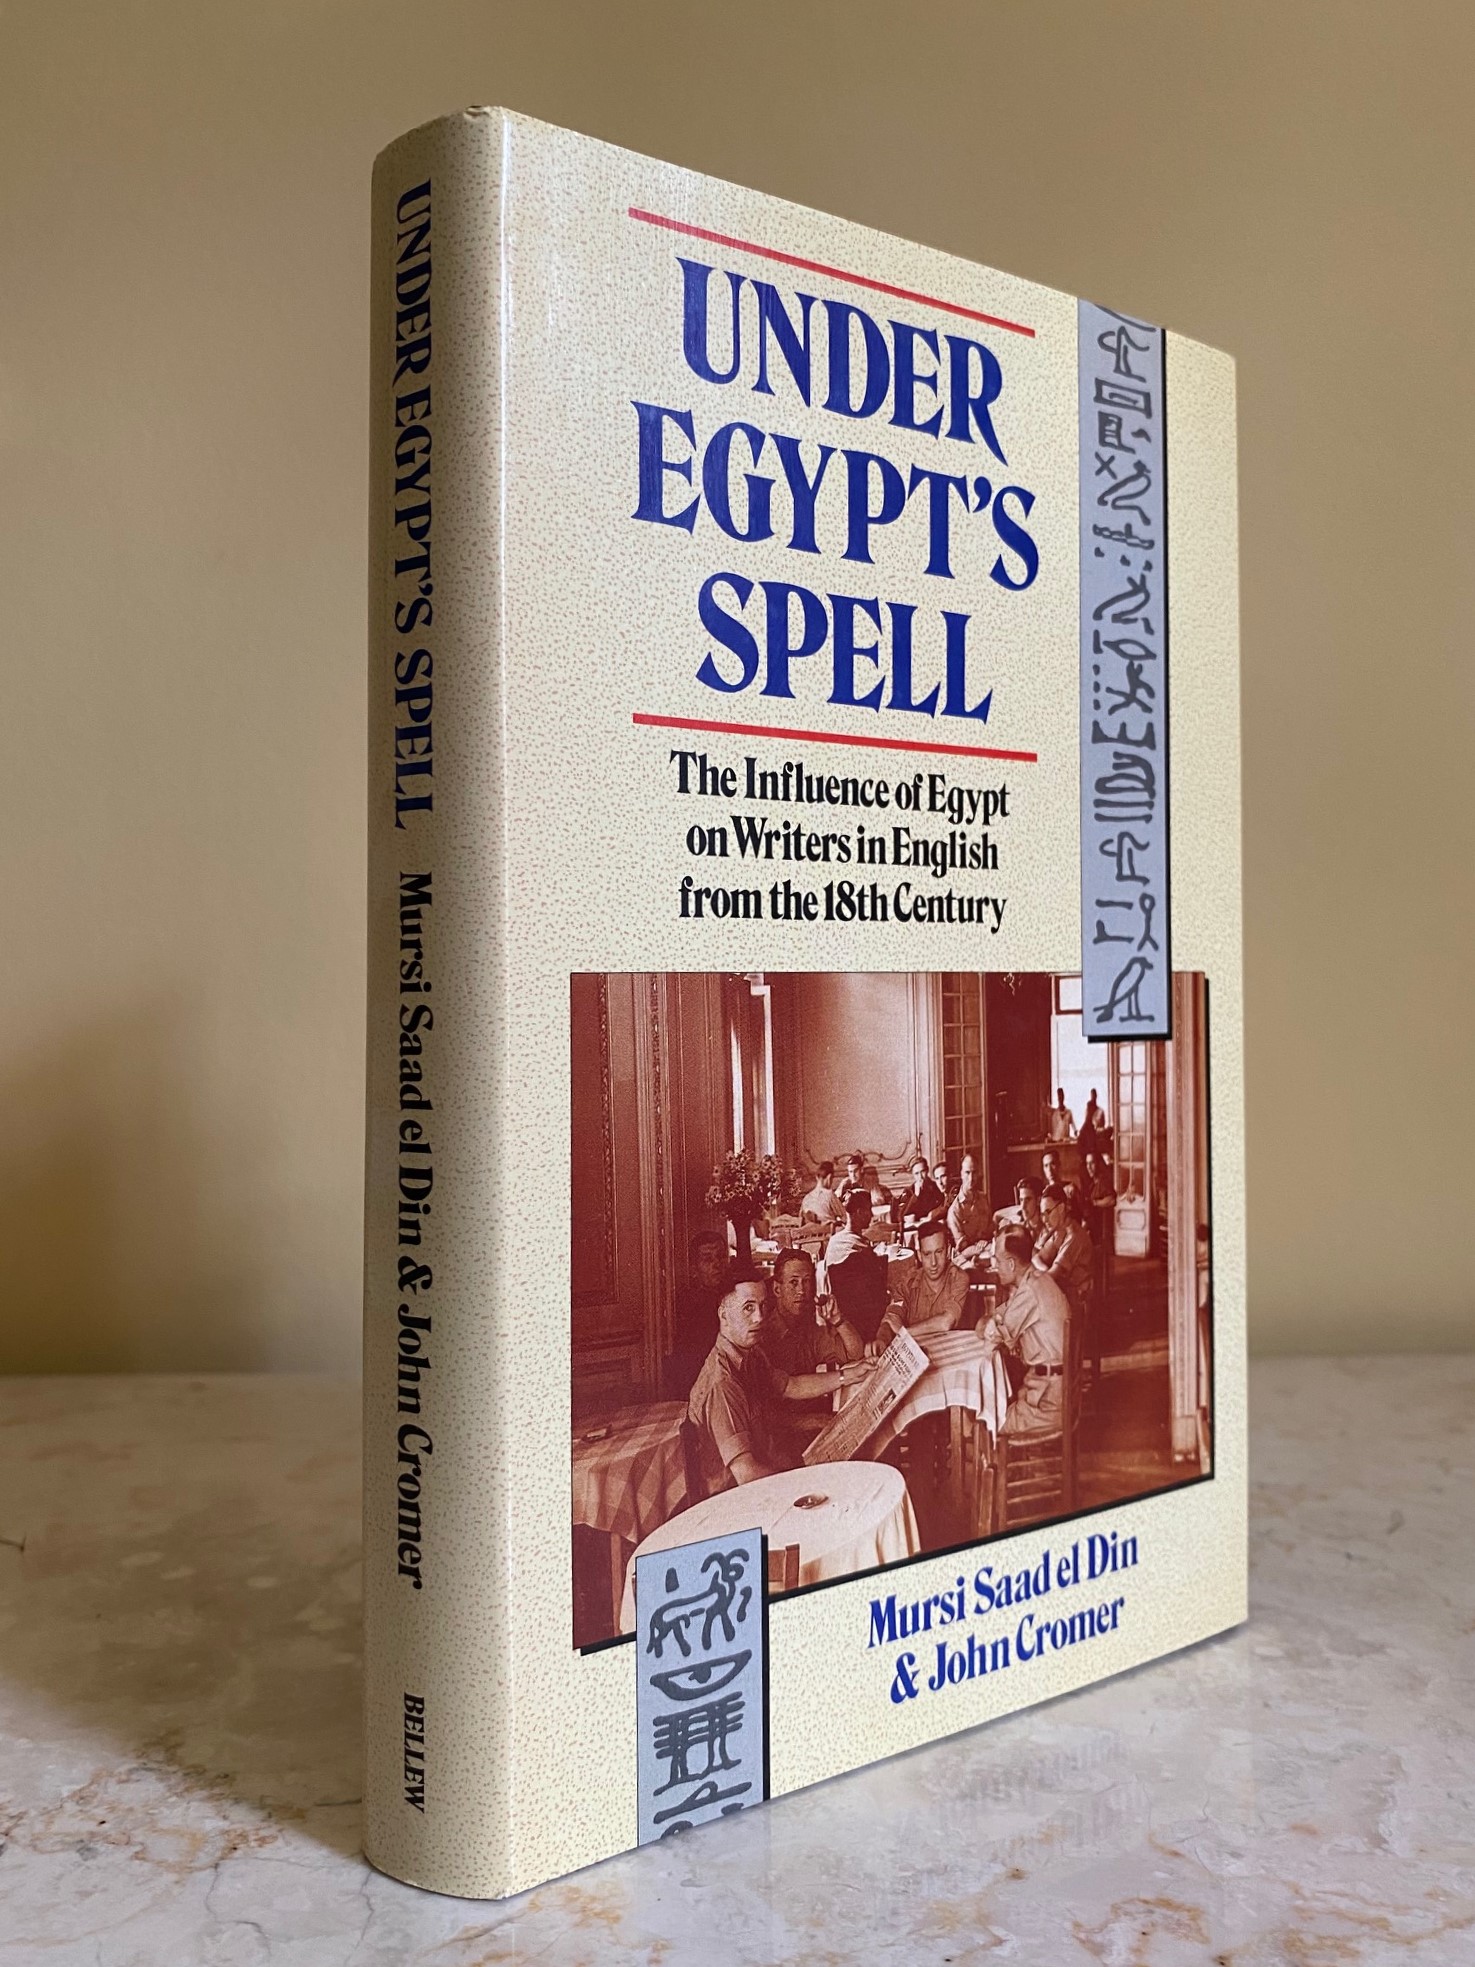 UNDER EGYPT'S SPELL Mursi Saad el Din & John Cromer BELLEW
UNDER
EGYPT'S
SPELL
The Influence of Egypt
on Writers in English
from the 18th Century
Mursi Saad el Din
& John Cromer